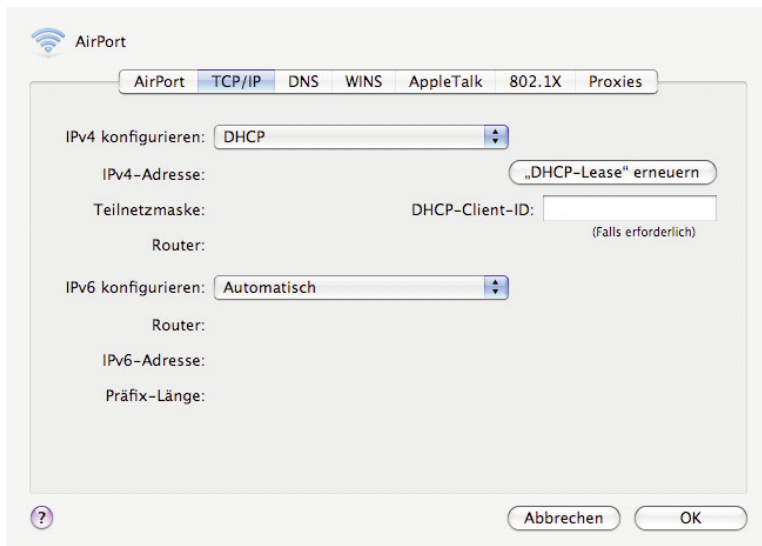 AirPort
AirPort TCP/IP DNS WINS AppleTalk 802.1X Proxies
IPv4 konfigurieren: DHCP
IPv4-Adresse: „DHCP-Lease“ erneuern
Teilnetzmaske: DHCP-Client-ID:
(Falls erforderlich)
Router:
IPv6 konfigurieren: Automatisch
Router:
IPv6-Adresse:
Präfix-Länge:
? Abbrechen OK